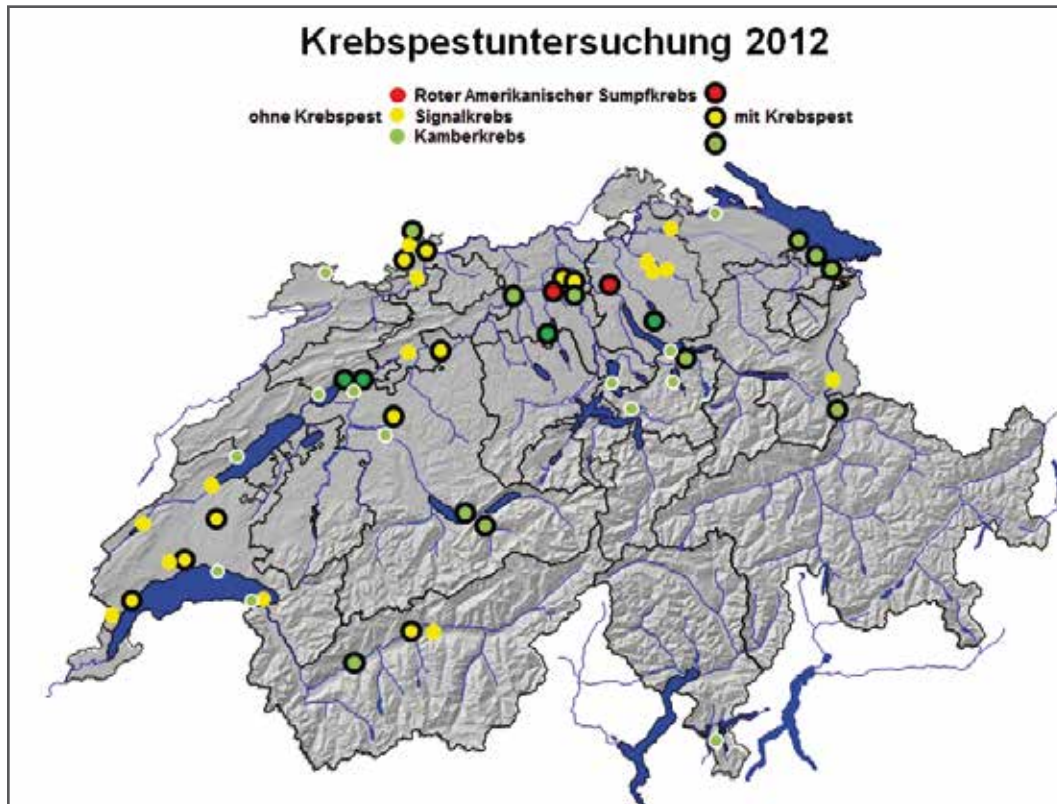 Krebspestuntersuchung 2012
Roter Amerikanischer Sumpfkrebs
ohne Krebspest Signalkrebs mit Krebspest
Kamberkrebs